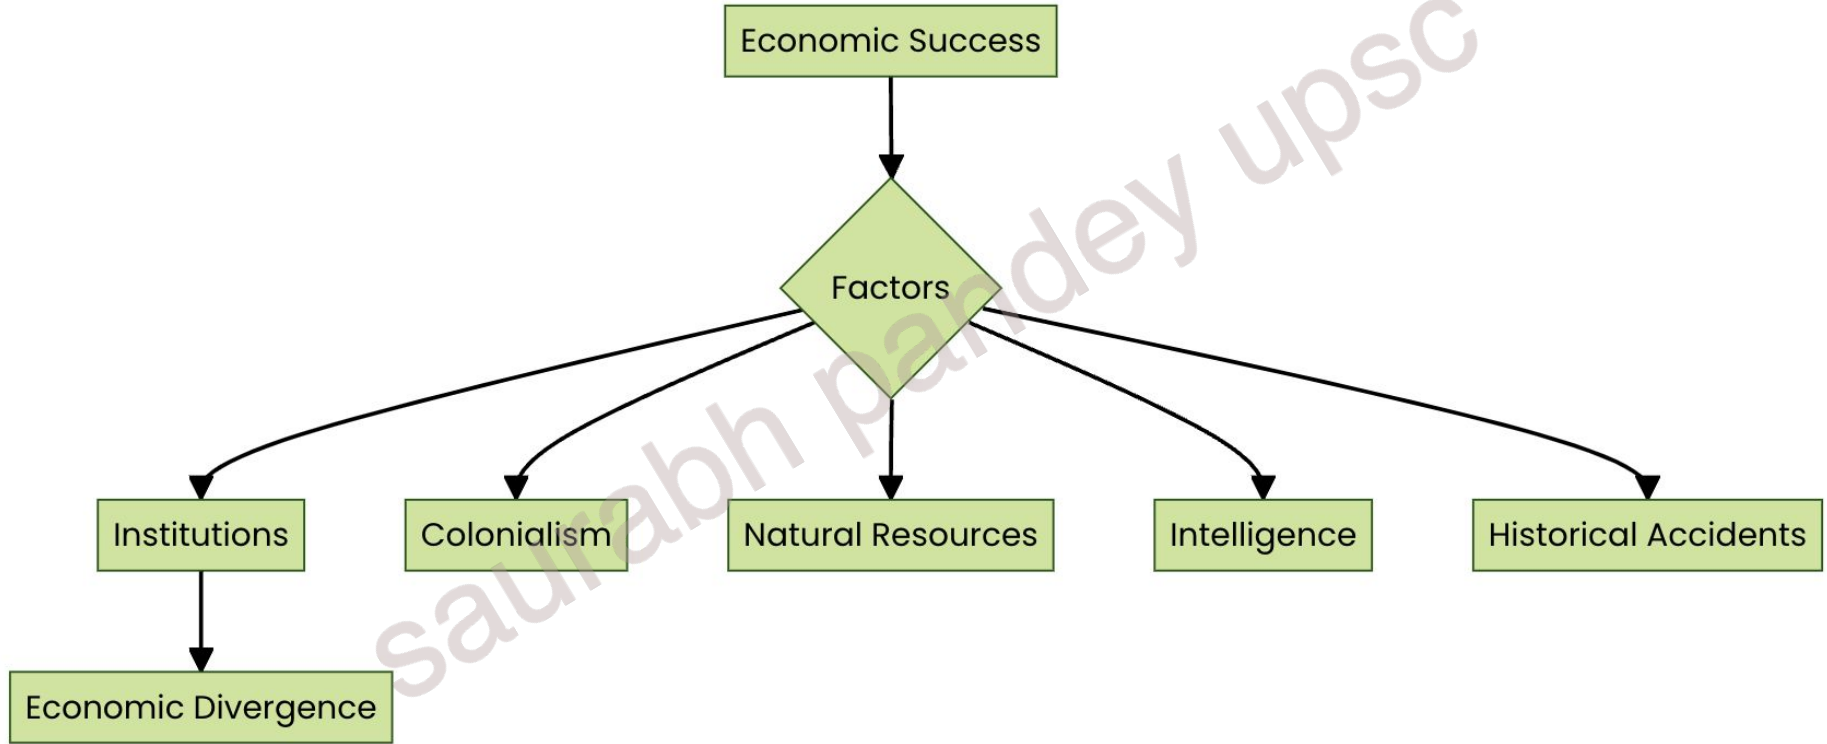 Economic Success
Factors
Institutions
Colonialism
Natural Resources
Intelligence
Historical Accidents
Economic Divergence
saurabh pandey upsc